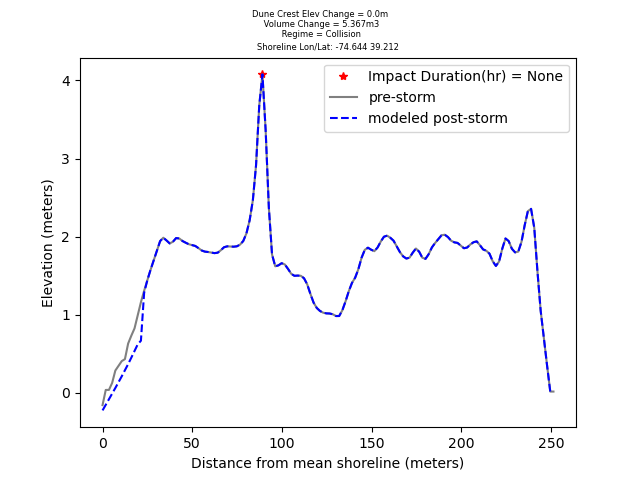 Dune Crest Elev Change = 0.0m
Volume Change = 5.367m3
Regime = Collision
Shoreline Lon/Lat: -74.644 39.212
Impact Duration(hr) = None
pre-storm
modeled post-storm
Elevation (meters)
4
3
2
1
0
0 50 100 150 200 250
Distance from mean shoreline (meters)